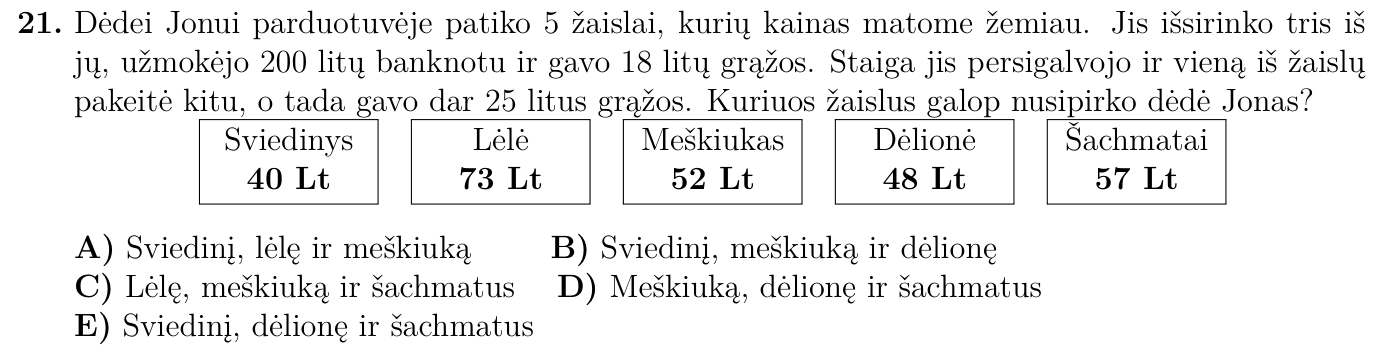 21. Dėdei Jonui parduotuvėje patiko 5 žaislai, kurių kainas matome žemiau. Jis išsirinko tris iš
jų, užmokėjo 200 litų banknotu ir gavo 18 litų grąžos. Staiga jis persigalvojo ir vieną iš žaislų
pakeitė kitu, o tada gavo dar 25 litus grąžos. Kuriuos žaislus galop nusipirko dėdė Jonas?
Sviedinys Lėlė Meškiukas Dėlionė Šachmatai
40 Lt 73 Lt 52 Lt 48 Lt 57 Lt
A) Sviedinį, lėlę ir meškiuką B) Sviedinį, meškiuką ir dėlionę
C) Lėlę, meškiuką ir šachmatus D) Meškiuką, dėlionę ir šachmatus
E) Sviedinį, dėlionę ir šachmatus